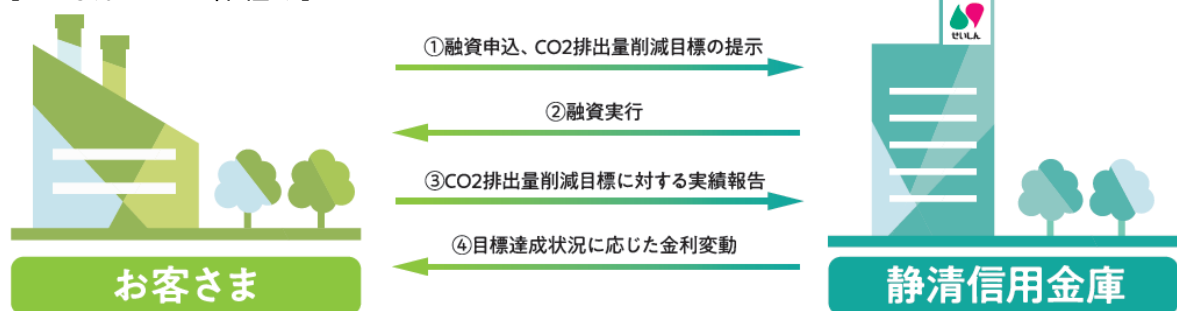 せいしん
①融資申込、CO2排出量削減目標の提示
②融資実行
③CO2排出量削減目標に対する実績報告
④目標達成状況に応じた金利変動
お客さま
静清信用金庫